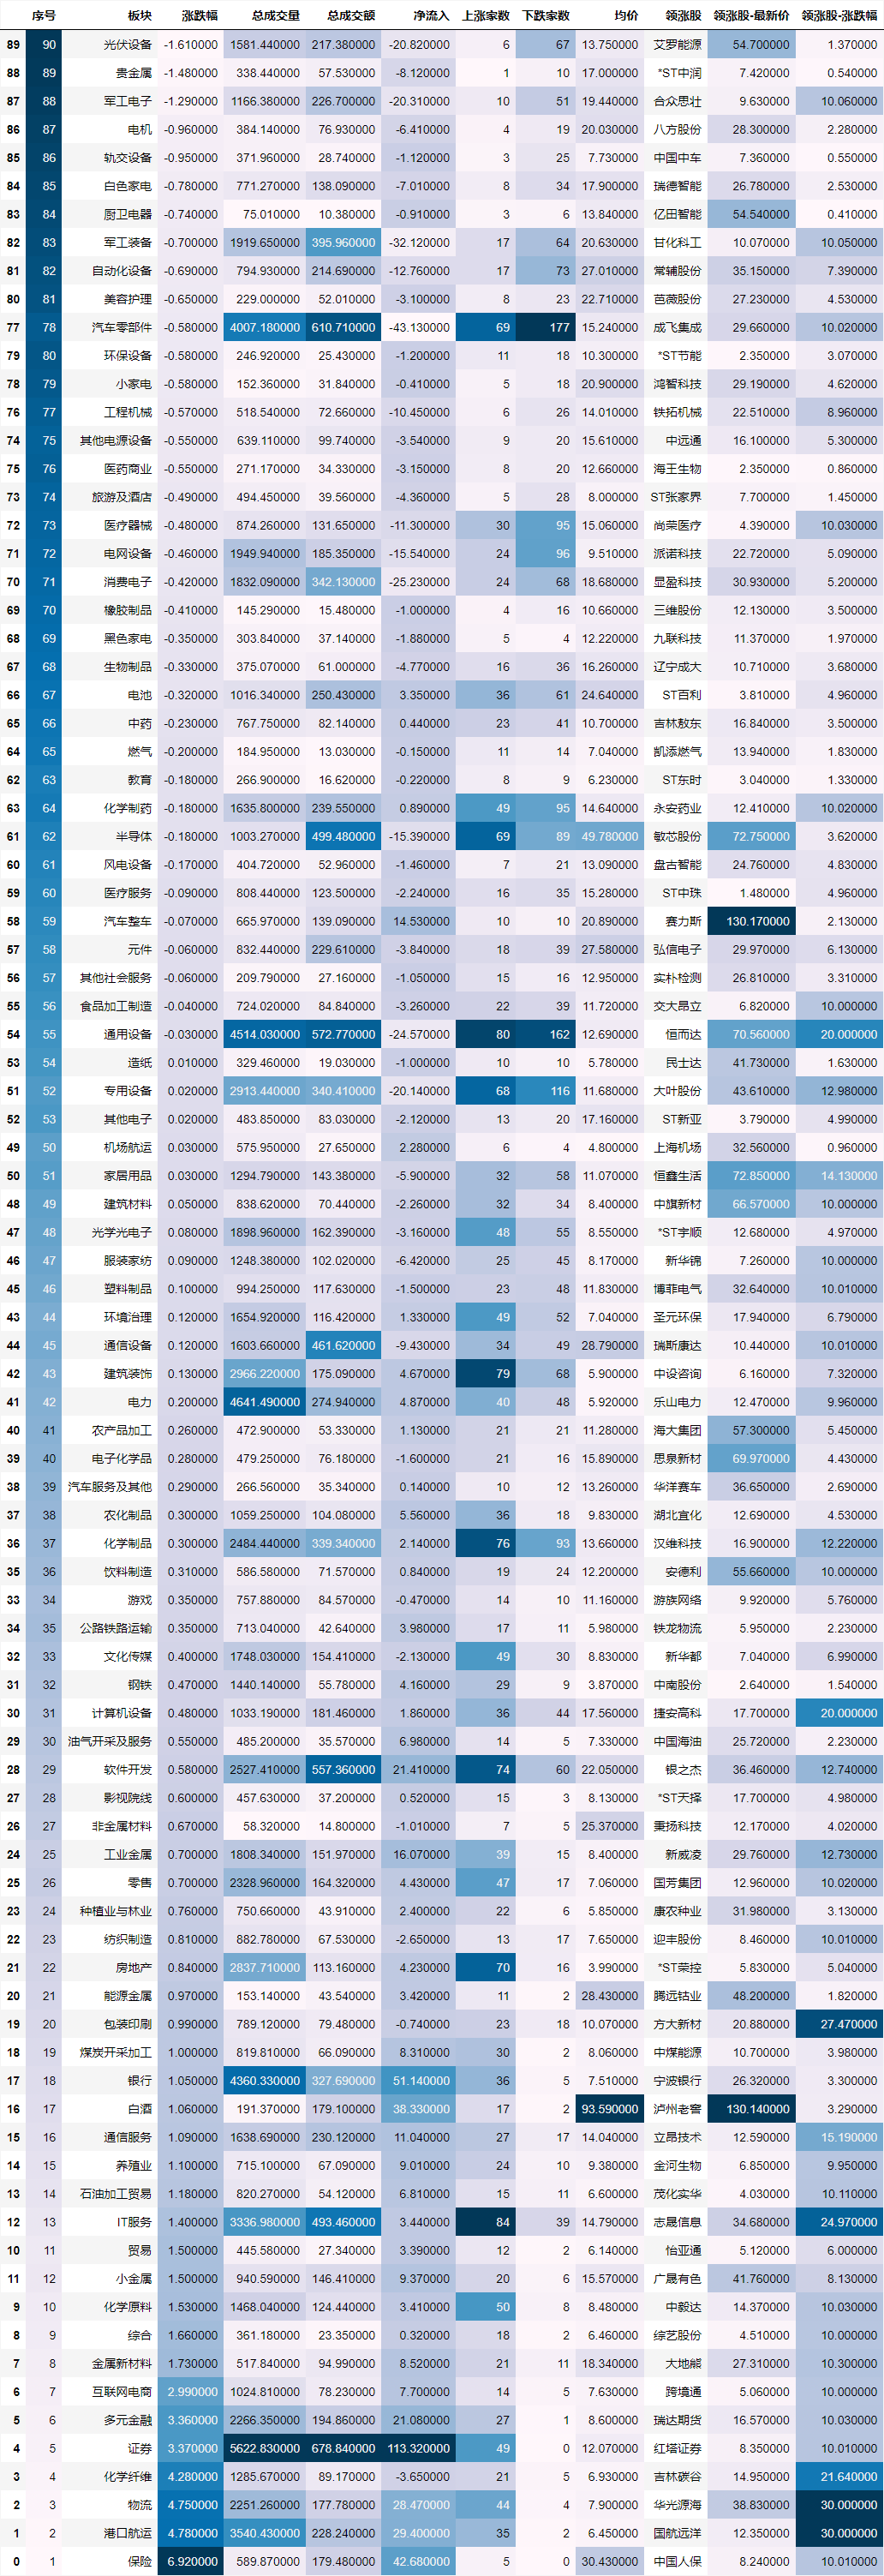 序号 板块 涨跌幅 总成交量 总成交额 净流入 上涨家数 下跌家数 均价 领涨股 领涨股-最新价 领涨股-涨跌幅
89 90 光伏设备 -1.610000 1581.440000 217.380000 -20.820000 6 67 13.750000 艾罗能源 54.700000 1.370000
88 89 贵金属 -1.480000 338.440000 57.530000 -8.120000 1 10 17.000000 *ST中润 7.420000 0.540000
87 88 军工电子 -1.290000 1166.380000 226.700000 -20.310000 10 51 19.440000 合众思壮 9.630000 10.060000
86 87 电机 -0.960000 384.140000 76.930000 -6.410000 4 19 20.030000 八方股份 28.300000 2.280000
85 86 轨交设备 -0.950000 371.960000 28.740000 -1.120000 3 25 7.730000 中国中车 7.360000 0.550000
84 85 白色家电 -0.780000 771.270000 138.090000 -7.010000 8 34 17.900000 瑞德智能 26.780000 2.530000
83 84 厨卫电器 -0.740000 75.010000 10.380000 -0.910000 3 6 13.840000 亿田智能 54.540000 0.410000
82 83 军工装备 -0.700000 1919.650000 395.960000 -32.120000 17 64 20.630000 甘化科工 10.070000 10.050000
81 82 自动化设备 -0.690000 794.930000 214.690000 -12.760000 17 73 27.010000 常辅股份 35.150000 7.390000
80 81 美容护理 -0.650000 229.000000 52.010000 -3.100000 8 23 22.710000 芭薇股份 27.230000 4.530000
77 78 汽车零部件 -0.580000 4007.180000 610.710000 -43.130000 69 177 15.240000 成飞集成 29.660000 10.020000
79 80 环保设备 -0.580000 246.920000 25.430000 -1.200000 11 18 10.300000 *ST节能 2.350000 3.070000
78 79 小家电 -0.580000 152.360000 31.840000 -0.410000 5 18 20.900000 鸿智科技 29.190000 4.620000
76 77 工程机械 -0.570000 518.540000 72.660000 -10.450000 6 26 14.010000 铁拓机械 22.510000 8.960000
74 75 其他电源设备 -0.550000 639.110000 99.740000 -3.540000 9 20 15.610000 中远通 16.100000 5.300000
75 76 医药商业 -0.550000 271.170000 34.330000 -3.150000 8 20 12.660000 海王生物 2.350000 0.860000
73 74 旅游及酒店 -0.490000 494.450000 39.560000 -4.360000 5 28 8.000000 ST张家界 7.700000 1.450000
72 73 医疗器械 -0.480000 874.260000 131.650000 -11.300000 30 95 15.060000 尚荣医疗 4.390000 10.030000
71 72 电网设备 -0.460000 1949.940000 185.350000 -15.540000 24 96 9.510000 派诺科技 22.720000 5.090000
70 71 消费电子 -0.420000 1832.090000 342.130000 -25.230000 24 68 18.680000 显盈科技 30.930000 5.200000
69 70 橡胶制品 -0.410000 145.290000 15.480000 -1.000000 4 16 10.660000 三维股份 12.130000 3.500000
68 69 黑色家电 -0.350000 303.840000 37.140000 -1.880000 5 4 12.220000 九联科技 11.370000 1.970000
67 68 生物制品 -0.330000 375.070000 61.000000 -4.770000 16 36 16.260000 辽宁成大 10.710000 3.680000
66 67 电池 -0.320000 1016.340000 250.430000 3.350000 36 61 24.640000 ST百利 3.810000 4.960000
65 66 中药 -0.230000 767.750000 82.140000 0.440000 23 41 10.700000 吉林敖东 16.840000 3.500000
64 65 燃气 -0.200000 184.950000 13.030000 -0.150000 11 14 7.040000 凯添燃气 13.940000 1.830000
62 63 教育 -0.180000 266.900000 16.620000 -0.220000 8 9 6.230000 ST东时 3.040000 1.330000
63 64 化学制药 -0.180000 1635.800000 239.550000 0.890000 49 95 14.640000 永安药业 12.410000 10.020000
61 62 半导体 -0.180000 1003.270000 499.480000 -15.390000 69 89 49.780000 敏芯股份 72.750000 3.620000
60 61 风电设备 -0.170000 404.720000 52.960000 -1.460000 7 21 13.090000 盘古智能 24.760000 4.830000
59 60 医疗服务 -0.090000 808.440000 123.500000 -2.240000 16 35 15.280000 ST中珠 1.480000 4.960000
58 59 汽车整车 -0.070000 665.970000 139.090000 14.530000 10 10 20.890000 赛力斯 130.170000 2.130000
57 58 元件 -0.060000 832.440000 229.610000 -3.840000 18 39 27.580000 弘信电子 29.970000 6.130000
56 57 其他社会服务 -0.060000 209.790000 27.160000 -1.050000 15 16 12.950000 实朴检测 26.810000 3.310000
55 56 食品加工制造 -0.040000 724.020000 84.840000 -3.260000 22 39 11.720000 交大昂立 6.820000 10.000000
54 55 通用设备 -0.030000 4514.030000 572.770000 -24.570000 80 162 12.690000 恒而达 70.560000 20.000000
53 54 造纸 0.010000 329.460000 19.030000 -1.000000 10 10 5.780000 民士达 41.730000 1.630000
51 52 专用设备 0.020000 2913.440000 340.410000 -20.140000 68 116 11.680000 大叶股份 43.610000 12.980000
52 53 其他电子 0.020000 483.850000 83.030000 -2.120000 13 20 17.160000 ST新亚 3.790000 4.990000
49 50 机场航运 0.030000 575.950000 27.650000 2.280000 6 4 4.800000 上海机场 32.560000 0.960000
50 51 家居用品 0.030000 1294.790000 143.380000 -5.900000 32 58 11.070000 恒鑫生活 72.850000 14.130000
48 49 建筑材料 0.050000 838.620000 70.440000 -2.260000 32 34 8.400000 中旗新材 66.570000 10.000000
47 48 光学光电子 0.080000 1898.960000 162.390000 -3.160000 48 55 8.550000 *ST宇顺 12.680000 4.970000
46 47 服装家纺 0.090000 1248.380000 102.020000 -6.420000 25 45 8.170000 新华锦 7.260000 10.000000
45 46 塑料制品 0.100000 994.250000 117.630000 -1.500000 23 48 11.830000 博菲电气 32.640000 10.010000
43 44 环境治理 0.120000 1654.920000 116.420000 1.330000 49 52 7.040000 圣元环保 17.940000 6.790000
44 45 通信设备 0.120000 1603.660000 461.620000 -9.430000 34 49 28.790000 瑞斯康达 10.440000 10.010000
42 43 建筑装饰 0.130000 2966.220000 175.090000 4.670000 79 68 5.900000 中设咨询 6.160000 7.320000
41 42 电力 0.200000 4641.490000 274.940000 4.870000 40 48 5.920000 乐山电力 12.470000 9.960000
40 41 农产品加工 0.260000 472.900000 53.330000 1.130000 21 21 11.280000 海大集团 57.300000 5.450000
39 40 电子化学品 0.280000 479.250000 76.180000 -1.600000 21 16 15.890000 思泉新材 69.970000 4.430000
38 39 汽车服务及其他 0.290000 266.560000 35.340000 0.140000 10 12 13.260000 华洋赛车 36.650000 2.690000
37 38 农化制品 0.300000 1059.250000 104.080000 5.560000 36 18 9.830000 湖北宜化 12.690000 4.530000
36 37 化学制品 0.300000 2484.440000 339.340000 2.140000 76 93 13.660000 汉维科技 16.900000 12.220000
35 36 饮料制造 0.310000 586.580000 71.570000 0.840000 19 24 12.200000 安德利 55.660000 10.000000
33 34 游戏 0.350000 757.880000 84.570000 -0.470000 14 10 11.160000 游族网络 9.920000 5.760000
34 35 公路铁路运输 0.350000 713.040000 42.640000 3.980000 17 11 5.980000 铁龙物流 5.950000 2.230000
32 33 文化传媒 0.400000 1748.030000 154.410000 -2.130000 49 30 8.830000 新华都 7.040000 6.990000
31 32 钢铁 0.470000 1440.140000 55.780000 4.160000 29 9 3.870000 中南股份 2.640000 1.540000
30 31 计算机设备 0.480000 1033.190000 181.460000 1.860000 36 44 17.560000 捷安高科 17.700000 20.000000
29 30 油气开采及服务 0.550000 485.200000 35.570000 6.980000 14 5 7.330000 中国海油 25.720000 2.230000
28 29 软件开发 0.580000 2527.410000 557.360000 21.410000 74 60 22.050000 银之杰 36.460000 12.740000
27 28 影视院线 0.600000 457.630000 37.200000 0.520000 15 3 8.130000 *ST天择 17.700000 4.980000
26 27 非金属材料 0.670000 58.320000 14.800000 -1.010000 7 5 25.370000 秉扬科技 12.170000 4.020000
24 25 工业金属 0.700000 1808.340000 151.970000 16.070000 39 15 8.400000 新威凌 29.760000 12.730000
25 26 零售 0.710000 2328.960000 164.320000 4.430000 47 17 7.060000 国芳集团 12.960000 10.020000
23 24 种植业与林业 0.760000 750.660000 43.910000 2.400000 22 6 5.850000 康农种业 31.980000 3.130000
22 23 纺织制造 0.810000 882.780000 67.530000 -2.650000 13 17 7.650000 迎丰股份 8.460000 10.010000
21 22 房地产 0.840000 2837.710000 113.160000 4.230000 70 16 3.990000 *ST荣控 5.830000 5.040000
20 21 能源金属 0.970000 153.140000 43.540000 3.420000 11 2 28.430000 腾远钴业 48.200000 1.820000
19 20 包装印刷 0.990000 789.120000 79.480000 -0.740000 23 18 10.070000 方大新材 20.880000 27.470000
18 19 煤炭开采加工 1.000000 819.810000 66.090000 8.310000 30 2 8.060000 中煤能源 10.700000 3.980000
17 18 银行 1.050000 4360.330000 327.690000 51.140000 36 5 7.510000 宁波银行 26.320000 3.300000
16 17 白酒 1.060000 191.370000 179.100000 38.330000 17 2 93.590000 泸州老窖 130.140000 3.290000
15 16 通信服务 1.090000 1638.690000 230.120000 11.040000 27 17 14.040000 立昂技术 12.590000 15.190000
14 15 养殖业 1.100000 715.100000 67.090000 9.010000 24 10 9.380000 金河生物 6.850000 9.950000
13 14 石油加工贸易 1.180000 820.270000 54.120000 6.810000 15 11 6.600000 茂化实华 4.030000 10.110000
12 13 IT服务 1.400000 3336.980000 493.460000 3.440000 84 39 14.790000 志晟信息 34.680000 24.970000
10 11 贸易 1.500000 445.580000 27.340000 3.390000 12 2 6.140000 怡亚通 5.120000 6.000000
11 12 小金属 1.500000 940.590000 146.410000 9.370000 20 6 15.570000 广晟有色 41.760000 8.130000
9 10 化学原料 1.530000 1468.040000 124.440000 3.410000 50 8 8.480000 中毅达 14.370000 10.030000
8 9 综合 1.660000 361.180000 23.350000 0.320000 18 2 6.460000 综艺股份 4.510000 10.000000
7 8 金属新材料 1.730000 517.840000 94.990000 8.520000 21 11 18.340000 大地熊 27.310000 10.300000
6 7 互联网电商 2.990000 1024.810000 78.230000 7.700000 14 5 7.630000 跨境通 5.060000 10.000000
5 6 多元金融 3.360000 2266.350000 194.860000 21.080000 27 1 8.600000 瑞达期货 16.570000 10.030000
4 5 证券 3.370000 5622.830000 678.840000 113.320000 49 0 12.070000 红塔证券 8.350000 10.010000
3 4 化学纤维 4.280000 1285.670000 89.170000 -3.650000 21 5 6.930000 吉林碳谷 14.950000 21.640000
2 3 物流 4.750000 2251.260000 177.780000 28.470000 44 4 7.900000 华光源海 38.830000 30.000000
1 2 港口航运 4.780000 3540.430000 228.240000 29.400000 35 2 6.450000 国航远洋 12.350000 30.000000
0 1 保险 6.920000 589.870000 179.480000 42.680000 5 0 30.430000 中国人保 8.240000 10.010000